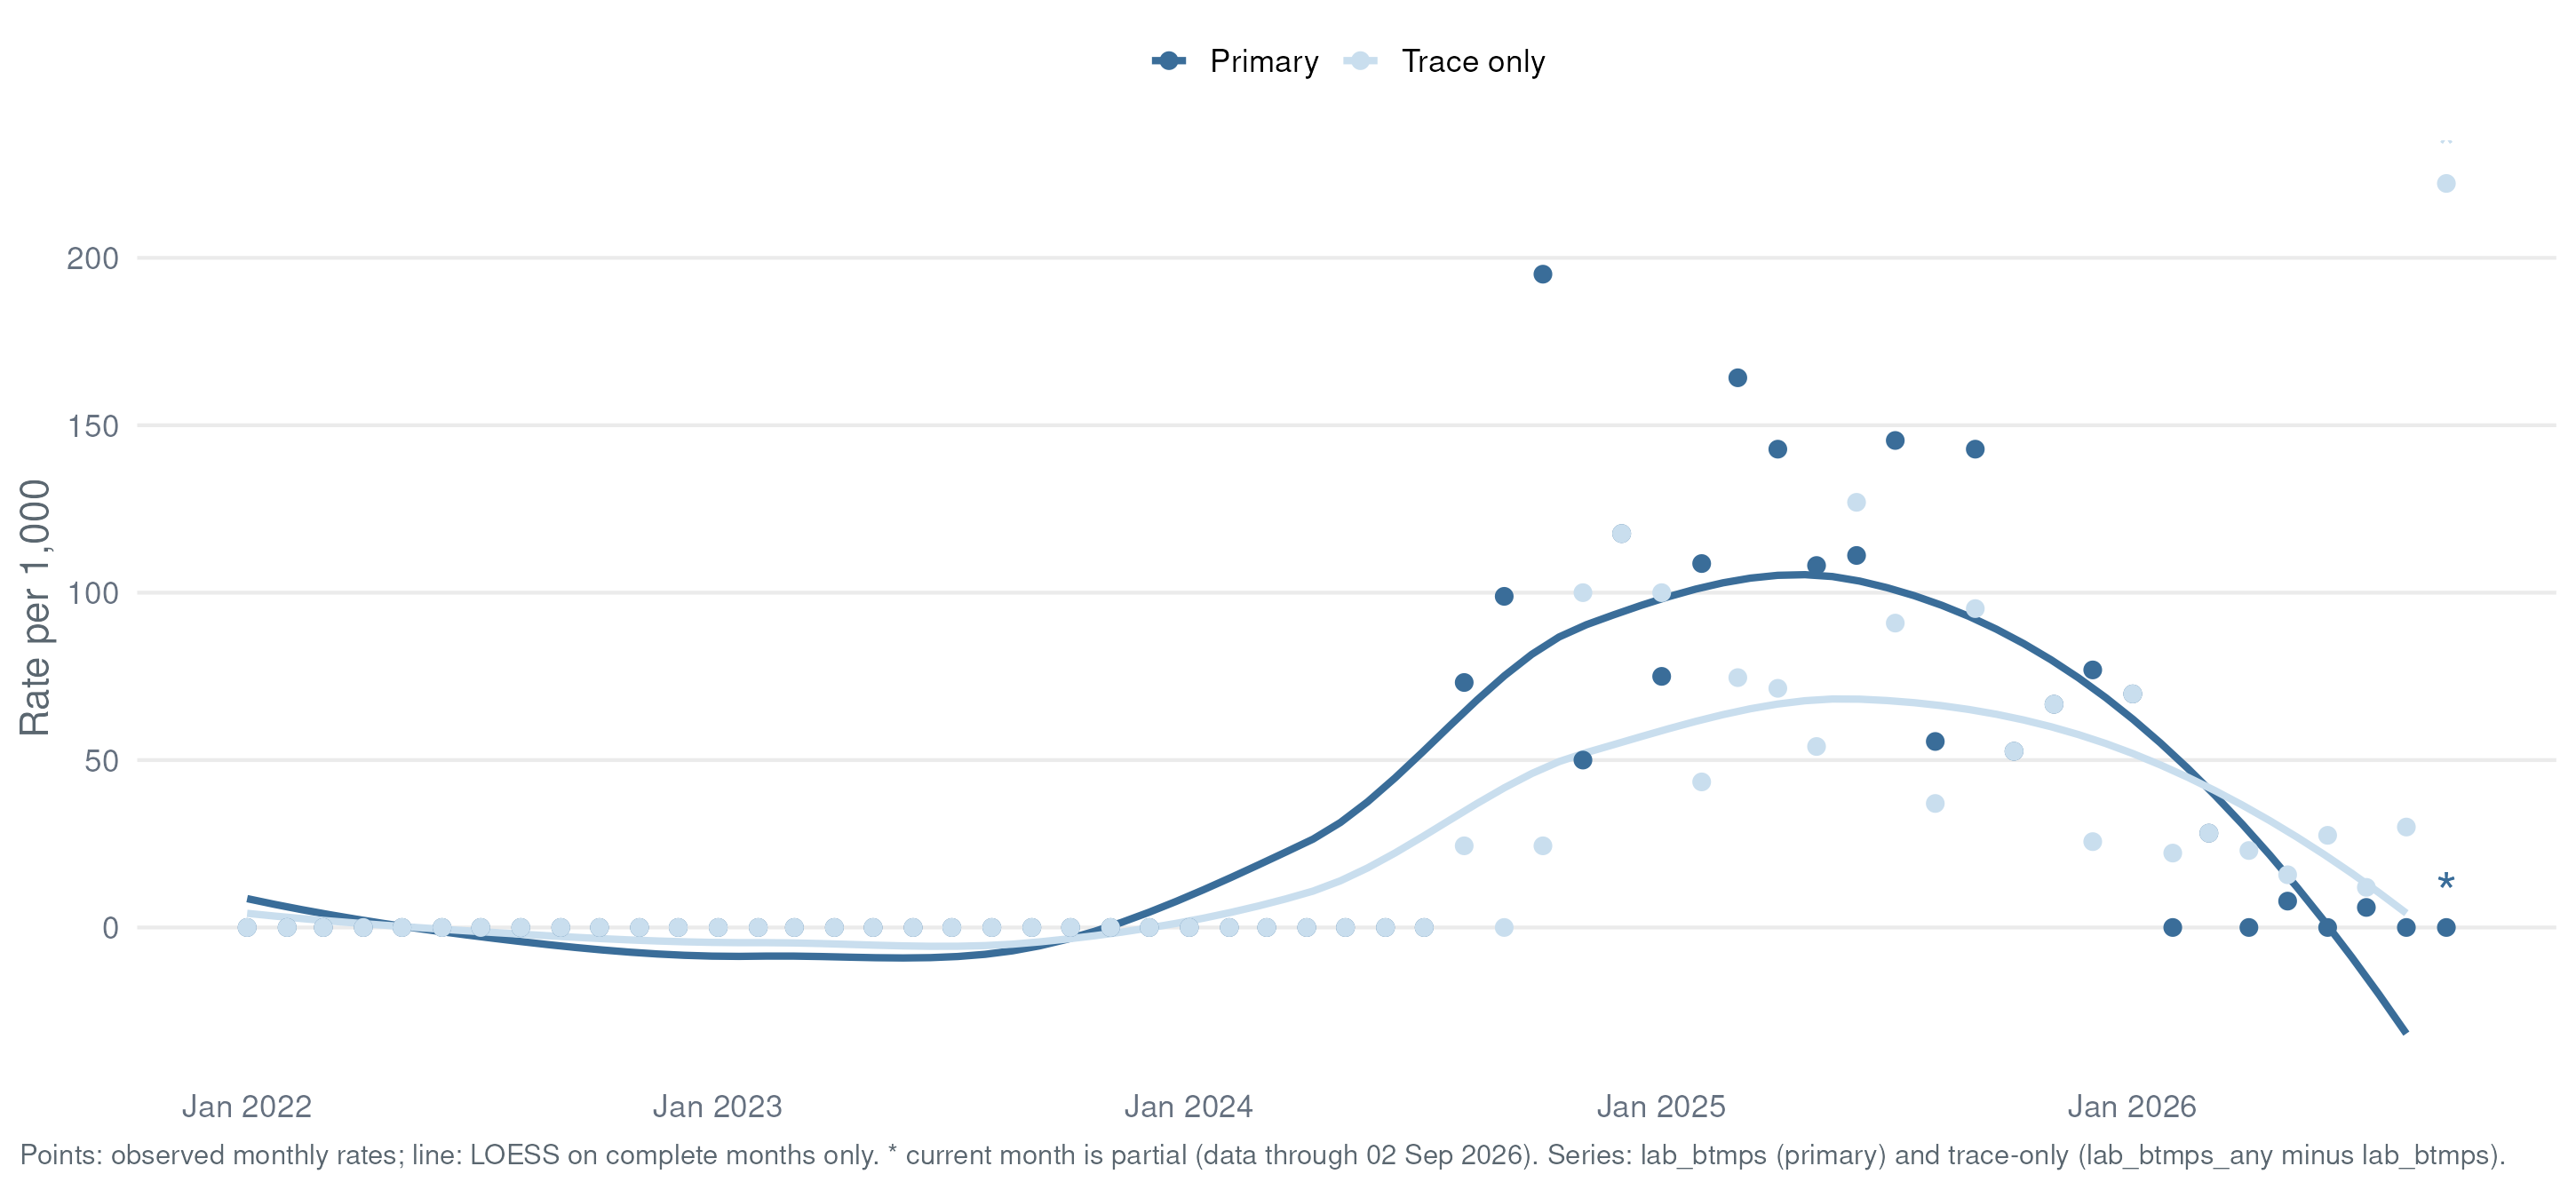 Primary Trace only
Rate per 1,000
200
150
100
50
0
*
Jan 2022 Jan 2023 Jan 2024 Jan 2025 Jan 2026
Points: observed monthly rates; line: LOESS on complete months only. * current month is partial (data through 02 Sep 2026). Series: lab_btmps (primary) and trace-only (lab_btmps_any minus lab_btmps).